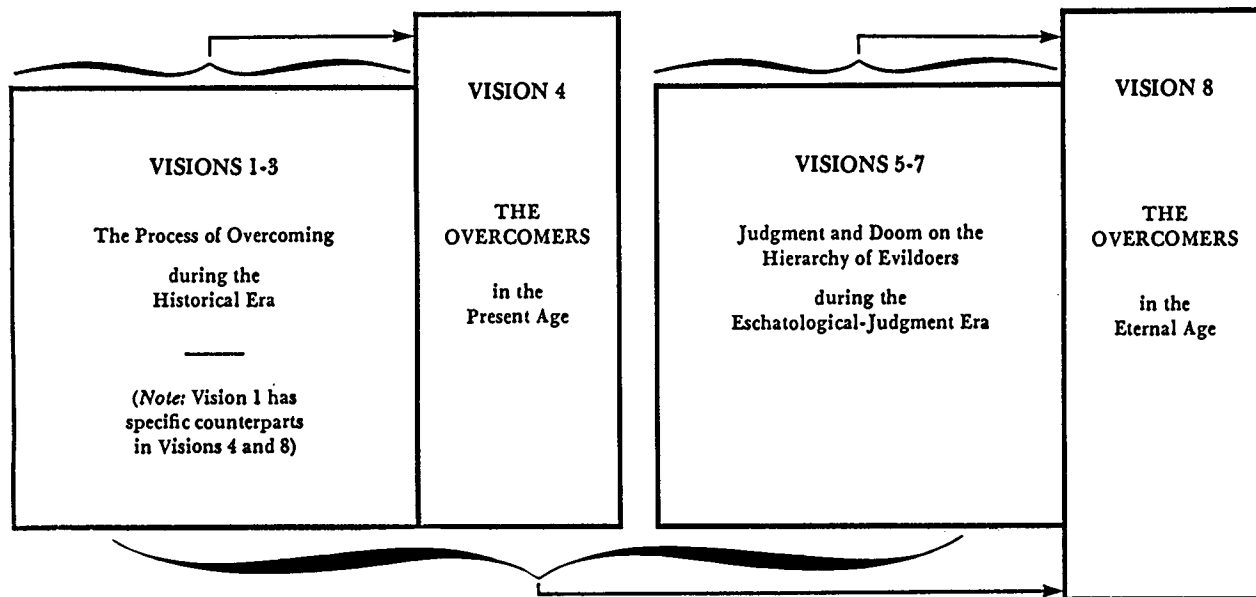 VISIONS 1-3
The Process of Overcoming
during the
Historical Era
(Note: Vision 1 has
specific counterparts
in Visions 4 and 8)
VISION 4
THE
OVERCOMERS
in the
Present Age
VISIONS 5-7
Judgment and Doom on the
Hierarchy of Evildoers
during the
Eschatological-Judgment Era
VISION 8
THE
OVERCOMERS
in the
Eternal Age